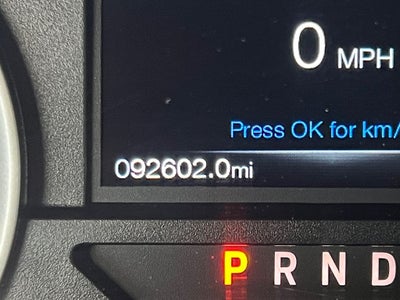 0 MPH
Press OK for km/
092602.0mi
P R N D